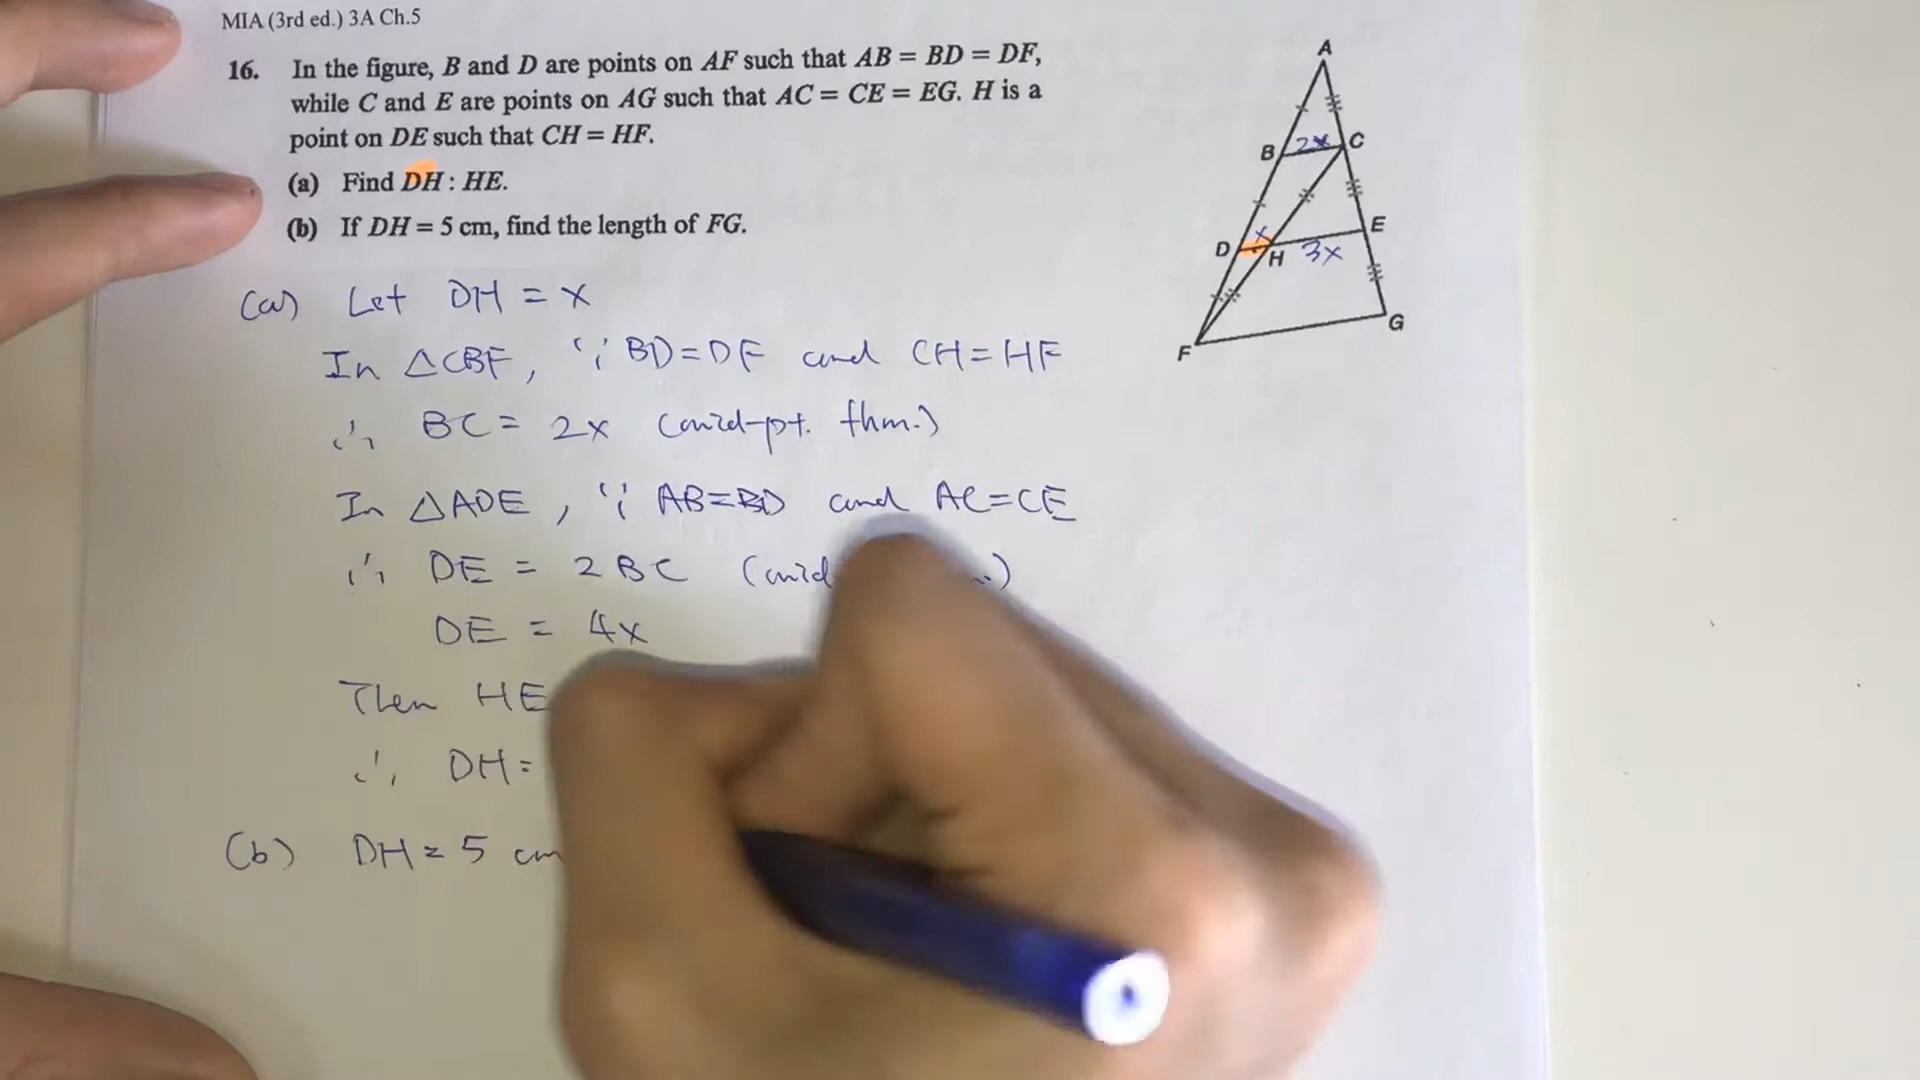 MIA (3rd ed.) 3A Ch.5
16. In the figure, B and D are points on AF such that AB = BD = DF,
while C and E are points on AG such that AC = CE = EG. H is a
point on DE such that CH = HF.
(a) Find DH : HE.
(b) If DH = 5 cm, find the length of FG.
A
B 2x C
D x H 3x E
F G
(a) Let DH = x
In △CBF, ∵ BD=DF and CH=HF
∴ BC = 2x (mid-pt. thm.)
In △ADE, ∵ AB=BD and AC=CE
∴ DE = 2BC (mid
DE = 4x
Then HE
∴ DH =
(b) DH = 5 cm